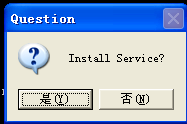 Question
Install Service?
是(Y)
否(N)